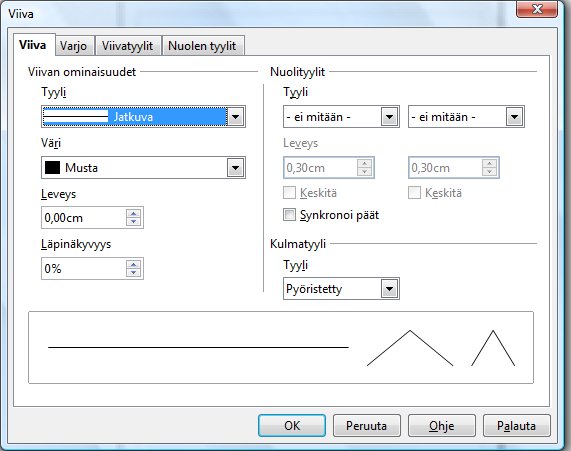 Viiva
Viiva Varjo Viivatyylit Nuolen tyylit
Viivan ominaisuudet
Tyyli
Jatkuva
Väri
Musta
Leveys
0,00cm
Läpinäkyvyys
0%
Nuolityylit
Tyyli
- ei mitään - - ei mitään -
Leveys
0,30cm 0,30cm
Keskitä Keskitä
Synkronoi päät
Kulmatyyli
Tyyli
Pyöristetty
OK Peruuta Ohje Palauta